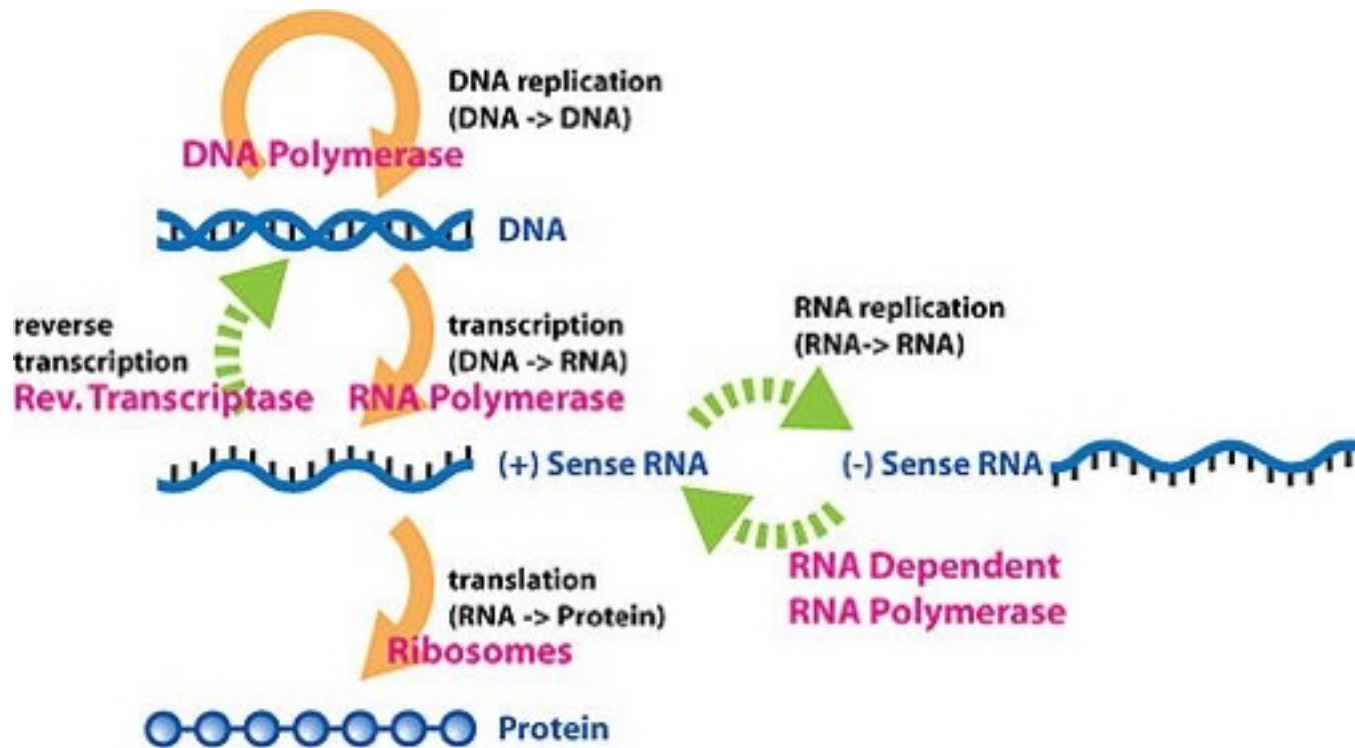 DNA replication
(DNA -> DNA)
DNA Polymerase
DNA
reverse
transcription
Rev. Transcriptase
transcription
(DNA -> RNA)
RNA Polymerase
RNA replication
(RNA-> RNA)
(+) Sense RNA
(-) Sense RNA
RNA Dependent
RNA Polymerase
translation
(RNA -> Protein)
Ribosomes
Protein